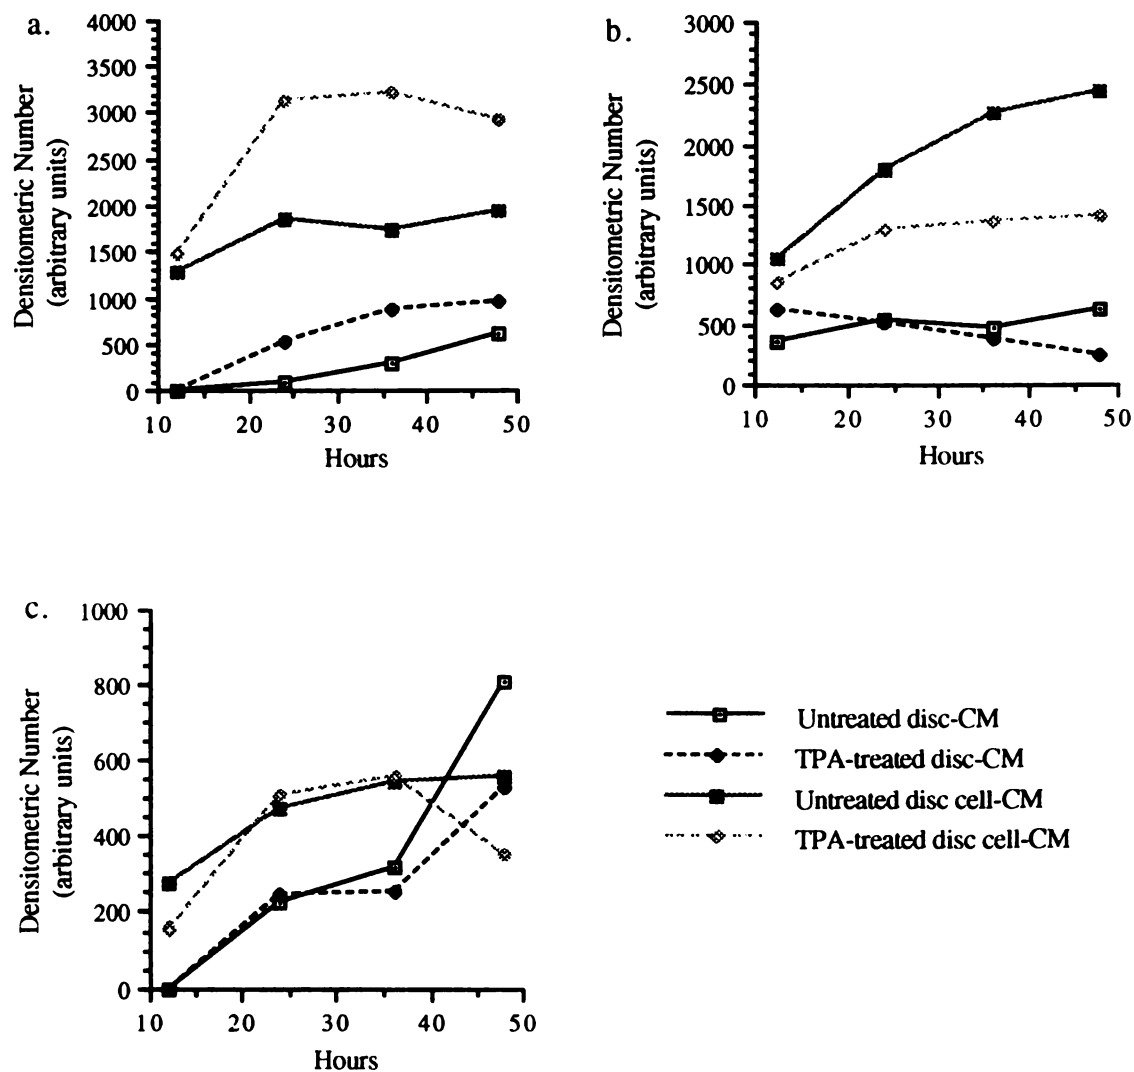 a.
4000
3500
3000
2500
2000
1500
1000
500
0
Densitometric Number
(arbitrary units)
10 20 30 40 50
Hours
b.
3000
2500
2000
1500
1000
500
0
Densitometric Number
(arbitrary units)
10 20 30 40 50
Hours
c.
1000
800
600
400
200
0
Densitometric Number
(arbitrary units)
10 20 30 40 50
Hours
Untreated disc-CM
TPA-treated disc-CM
Untreated disc cell-CM
TPA-treated disc cell-CM